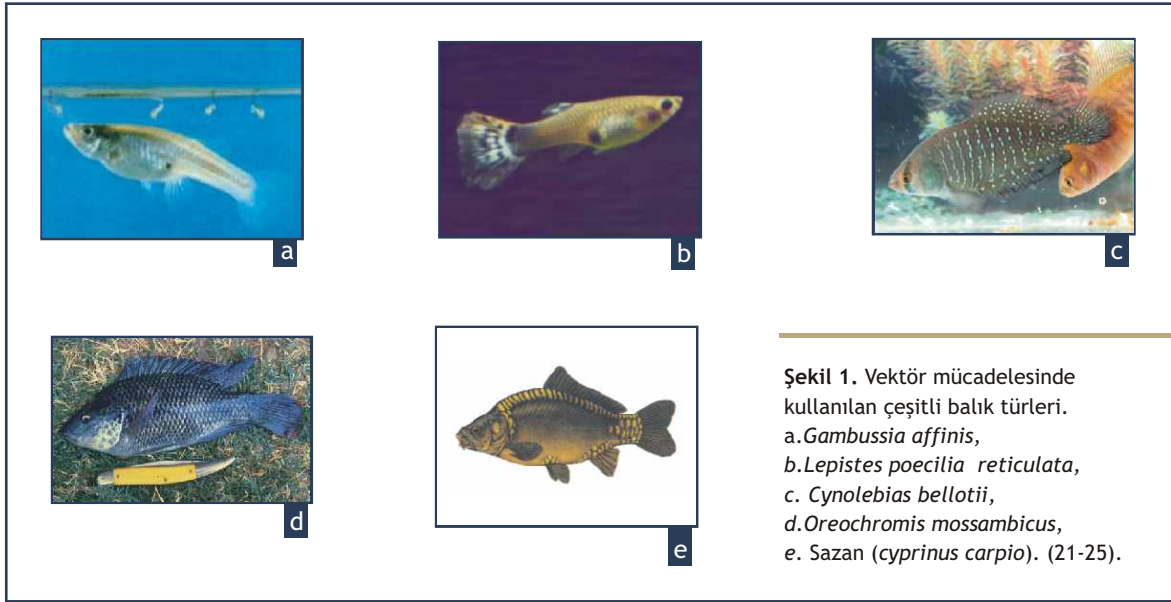 a
b
c
d
e
Şekil 1. Vektör mücadelesinde
kullanılan çeşitli balık türleri.
a.Gambussia affinis,
b.Lepistes poecilia reticulata,
c. Cynolebias bellotii,
d.Oreochromis mossambicus,
e. Sazan (cyprinus carpio). (21-25).